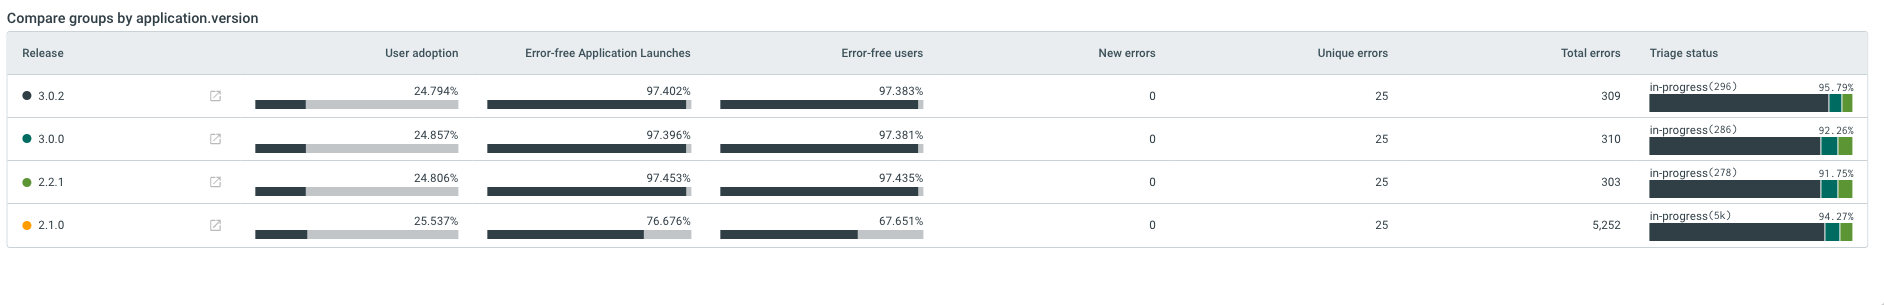 Compare groups by application.version
Release User adoption Error-free Application Launches Error-free users New errors Unique errors Total errors Triage status
3.0.2 24.794% 97.402% 97.383% 0 25 309 in-progress(296) 95.79%
3.0.0 24.857% 97.396% 97.381% 0 25 310 in-progress(286) 92.26%
2.2.1 24.806% 97.453% 97.435% 0 25 303 in-progress(278) 91.75%
2.1.0 25.537% 76.676% 67.651% 0 25 5,252 in-progress(5k) 94.27%